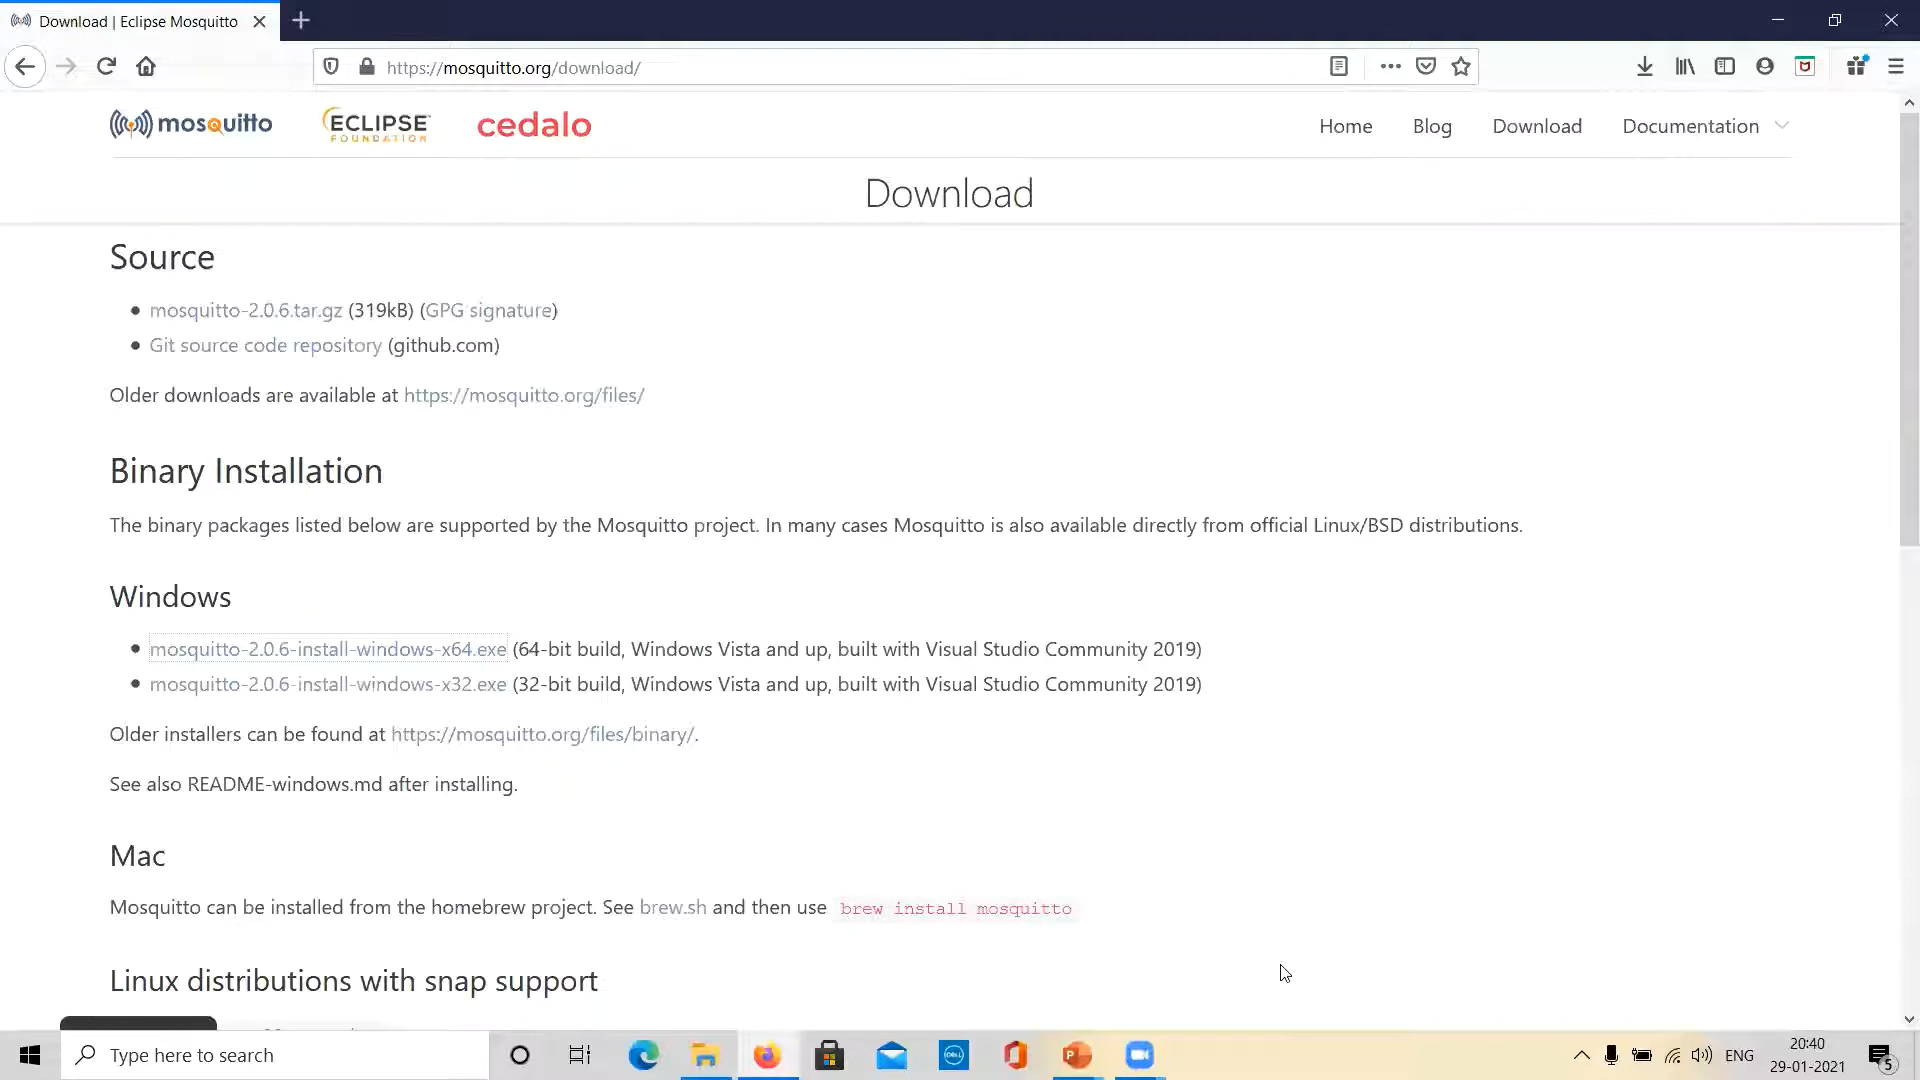 Download | Eclipse Mosquitto
https://mosquitto.org/download/
mosquitto ECLIPSE FOUNDATION cedalo Home Blog Download Documentation
Download
Source
mosquitto-2.0.6.tar.gz (319kB) (GPG signature)
Git source code repository (github.com)
Older downloads are available at https://mosquitto.org/files/
Binary Installation
The binary packages listed below are supported by the Mosquitto project. In many cases Mosquitto is also available directly from official Linux/BSD distributions.
Windows
mosquitto-2.0.6-install-windows-x64.exe (64-bit build, Windows Vista and up, built with Visual Studio Community 2019)
mosquitto-2.0.6-install-windows-x32.exe (32-bit build, Windows Vista and up, built with Visual Studio Community 2019)
Older installers can be found at https://mosquitto.org/files/binary/.
See also README-windows.md after installing.
Mac
Mosquitto can be installed from the homebrew project. See brew.sh and then use brew install mosquitto
Linux distributions with snap support
Type here to search
DELL
P
ENG
20:40
29-01-2021
5